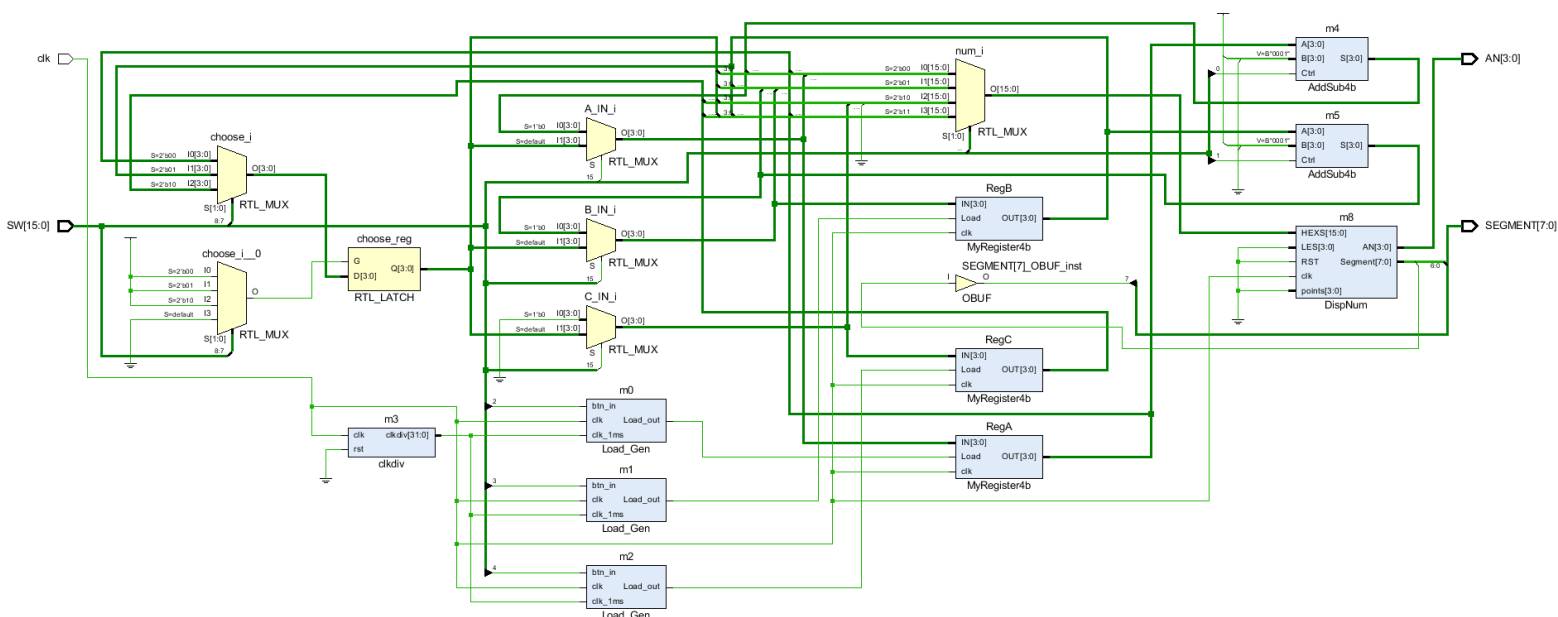 clk
SW[15:0]
choose_i
S=2'b00 I0[3:0]
S=2'b01 I1[3:0]
S=2'b10 I2[3:0]
O[3:0]
S[1:0]
RTL_MUX
8:7
choose_i__0
S=2'b00 I0
S=2'b01 I1
S=2'b10 I2
S=default I3
O
S[1:0]
RTL_MUX
8:7
choose_reg
G
D[3:0]
Q[3:0]
RTL_LATCH
m3
clk clkdiv[31:0]
rst
clkdiv
A_IN_i
S=1'b0 I0[3:0]
S=default I1[3:0]
O[3:0]
S
RTL_MUX
15
B_IN_i
S=1'b0 I0[3:0]
S=default I1[3:0]
O[3:0]
S
RTL_MUX
15
C_IN_i
S=1'b0 I0[3:0]
S=default I1[3:0]
O[3:0]
S
RTL_MUX
15
m0
2
btn_in
clk Load_out
clk_1ms
Load_Gen
m1
3
btn_in
clk Load_out
clk_1ms
Load_Gen
m2
4
btn_in
clk Load_out
clk_1ms
Load_Gen
num_i
S=2'b00 I0[15:0]
S=2'b01 I1[15:0]
S=2'b10 I2[15:0]
S=2'b11 I3[15:0]
O[15:0]
S[1:0]
RTL_MUX
RegB
IN[3:0]
Load OUT[3:0]
clk
MyRegister4b
SEGMENT[7]_OBUF_inst
I O
OBUF
7
RegC
IN[3:0]
Load OUT[3:0]
clk
MyRegister4b
RegA
IN[3:0]
Load OUT[3:0]
clk
MyRegister4b
m4
A[3:0]
V=B"0001" B[3:0] S[3:0]
0 Ctrl
AddSub4b
m5
A[3:0]
V=B"0001" B[3:0] S[3:0]
1 Ctrl
AddSub4b
m8
HEXS[15:0]
LES[3:0] AN[3:0]
RST Segment[7:0]
clk
points[3:0]
DispNum
6:0
AN[3:0]
SEGMENT[7:0]